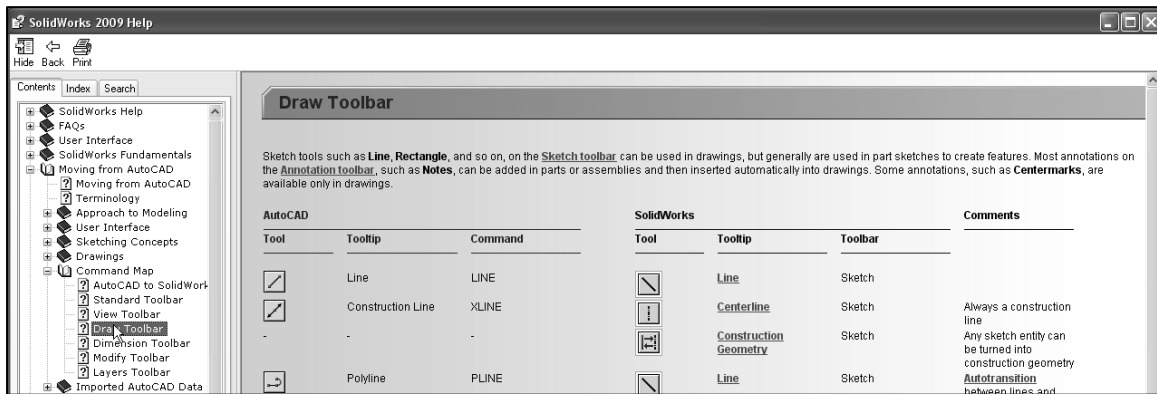 SolidWorks 2009 Help
Hide Back Print
Contents Index Search
SolidWorks Help
FAQs
User Interface
SolidWorks Fundamentals
Moving from AutoCAD
Moving from AutoCAD
Terminology
Approach to Modeling
User Interface
Sketching Concepts
Drawings
Command Map
AutoCAD to SolidWork
Standard Toolbar
View Toolbar
Draw Toolbar
Dimension Toolbar
Modify Toolbar
Layers Toolbar
Imported AutoCAD Data
Draw Toolbar
Sketch tools such as Line, Rectangle, and so on, on the Sketch toolbar can be used in drawings, but generally are used in part sketches to create features. Most annotations on
the Annotation toolbar, such as Notes, can be added in parts or assemblies and then inserted automatically into drawings. Some annotations, such as Centermarks, are
available only in drawings.
AutoCAD SolidWorks Comments
Tool Tooltip Command Tool Tooltip Toolbar
Line LINE Line Sketch
Construction Line XLINE Centerline Sketch Always a construction
line
- - - Construction Sketch Any sketch entity can
Geometry be turned into
construction geometry
Polyline PLINE Line Sketch Autotransition
between lines and